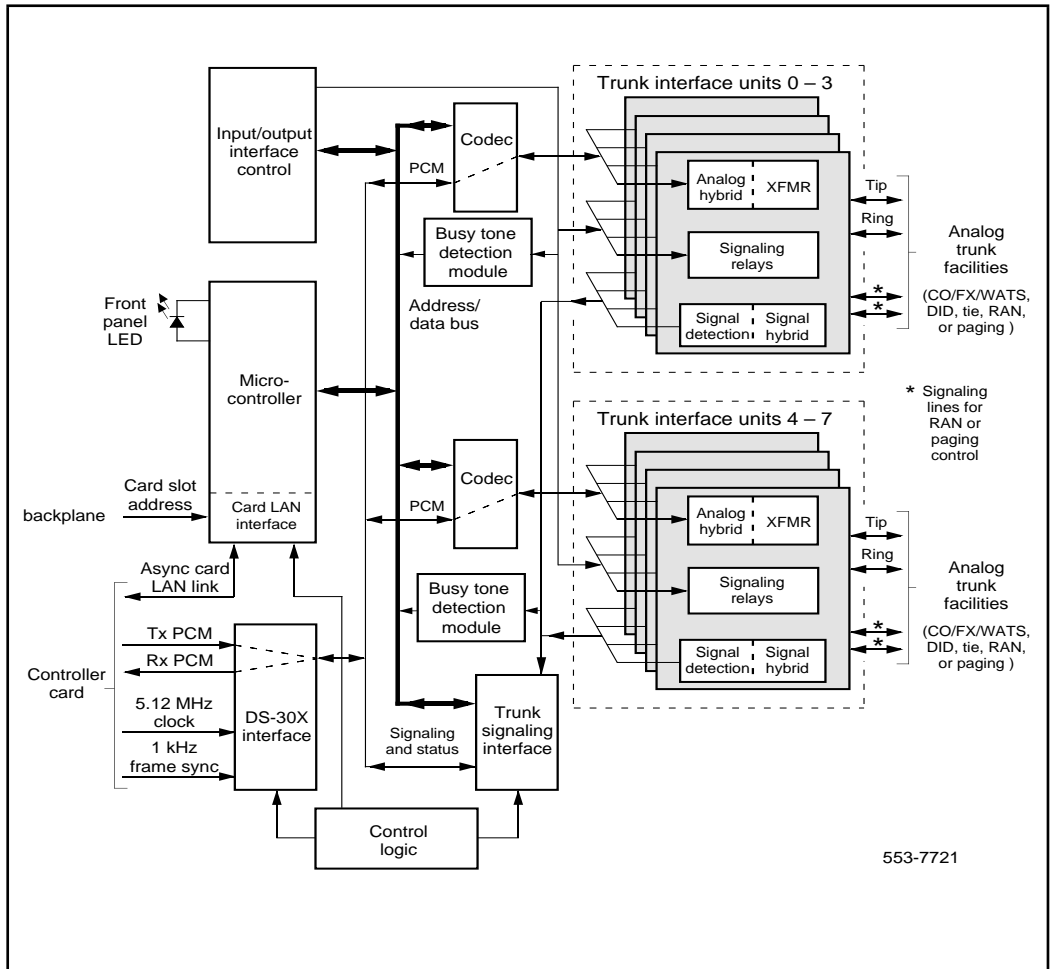 Trunk interface units 0 – 3
Input/output
interface
control
Codec
PCM
Analog
hybrid
XFMR
Tip
Ring
Signaling
relays
Busy tone
detection
module
Analog
trunk
facilities
Front
panel
LED
Address/
data bus
Signal
detection
Signal
hybrid
*
*
(CO/FX/WATS,
DID, tie, RAN,
or paging )
Micro-
controller
* Signaling
lines for
RAN or
paging
control
Trunk interface units 4 – 7
Codec
PCM
Card slot
address
backplane
Card LAN
interface
Analog
hybrid
XFMR
Tip
Ring
Async card
LAN link
Busy tone
detection
module
Signaling
relays
Analog
trunk
facilities
Tx PCM
Rx PCM
Signal
detection
Signal
hybrid
*
*
(CO/FX/WATS,
DID, tie, RAN,
or paging )
Controller
card
5.12 MHz
clock
1 kHz
frame sync
DS-30X
interface
Signaling
and status
Trunk
signaling
interface
Control
logic
553-7721